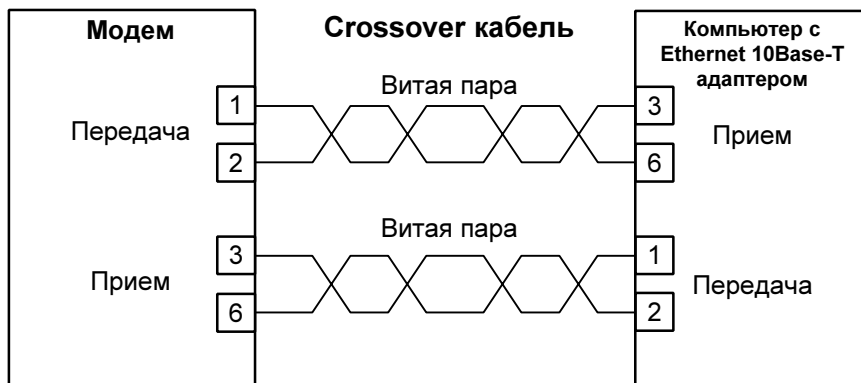 Модем
Crossover кабель
Компьютер с
Ethernet 10Base-T
адаптером
Витая пара
1
3
Передача
Прием
2
6
Витая пара
3
1
Прием
Передача
6
2